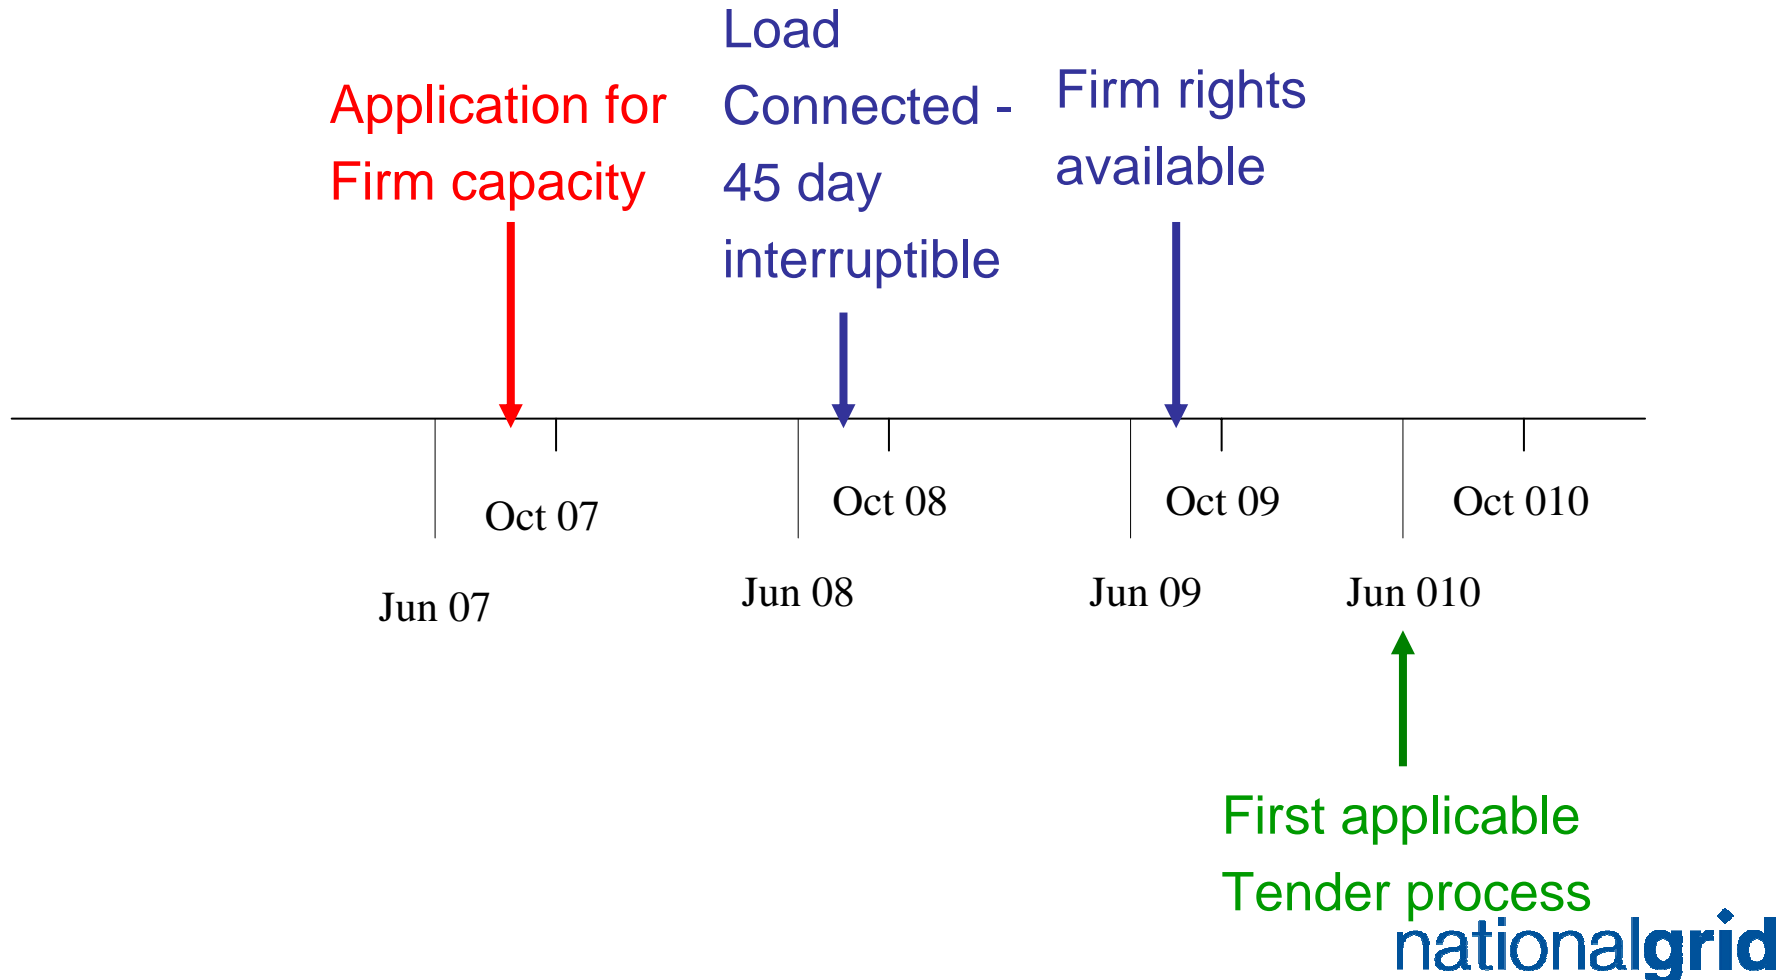 Application for
Firm capacity
Load
Connected -
45 day
interruptible
Firm rights
available
Oct 07
Oct 08
Oct 09
Oct 010
Jun 07
Jun 08
Jun 09
Jun 010
First applicable
Tender process
nationalgrid